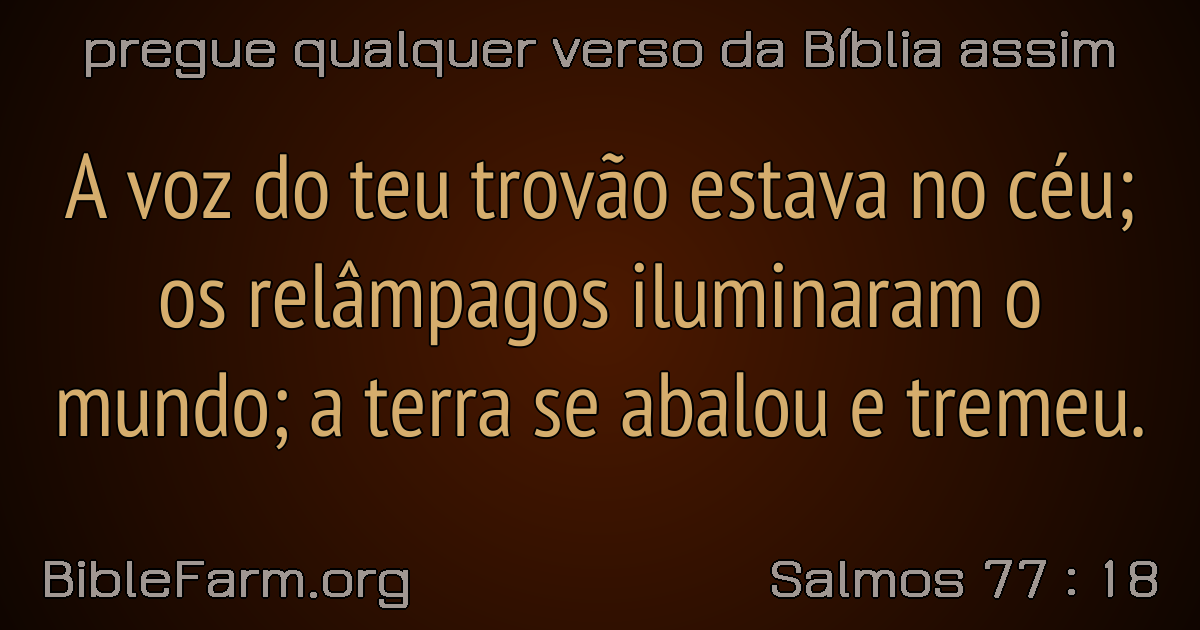 pregue qualquer verso da Bíblia assim
A voz do teu trovão estava no céu;
os relâmpagos iluminaram o
mundo; a terra se abalou e tremeu.
BibleFarm.org
Salmos 77 : 18